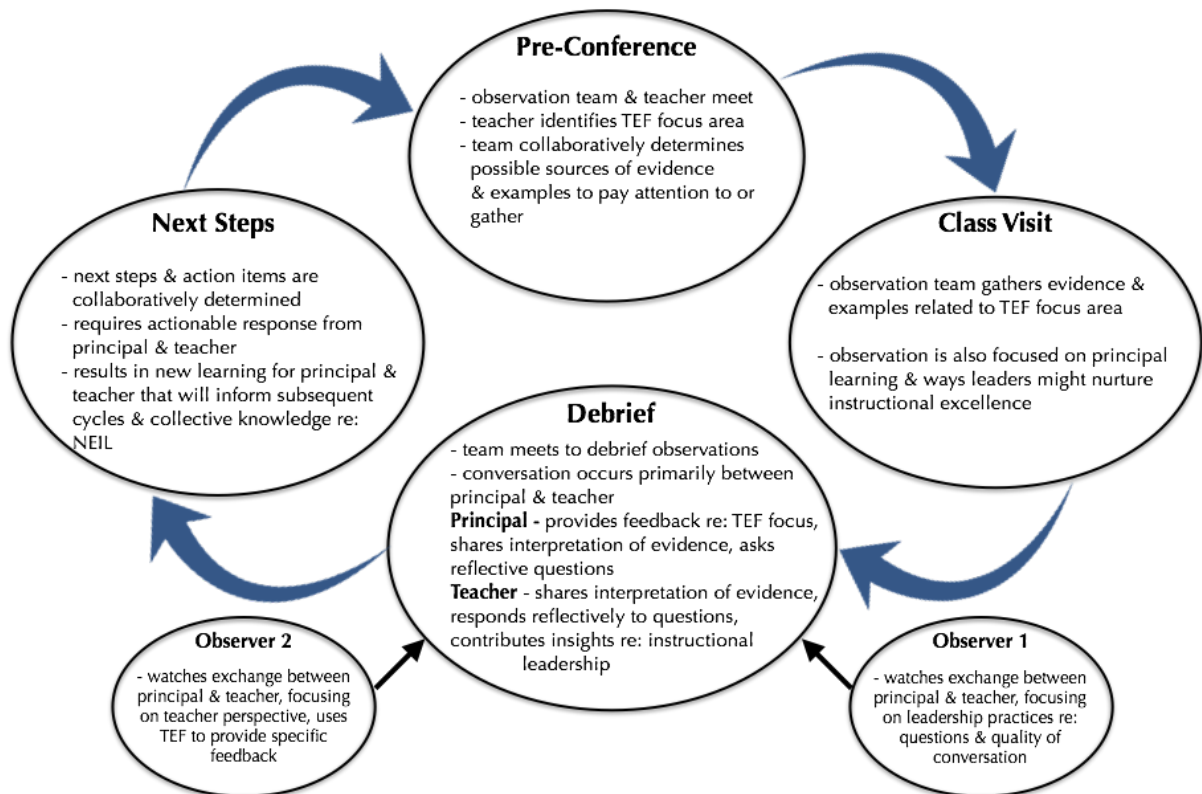 Pre-Conference
- observation team & teacher meet
- teacher identifies TEF focus area
- team collaboratively determines
possible sources of evidence
& examples to pay attention to or
gather
Class Visit
- observation team gathers evidence &
examples related to TEF focus area
- observation is also focused on principal
learning & ways leaders might nurture
instructional excellence
Debrief
- team meets to debrief observations
- conversation occurs primarily between
principal & teacher
Principal - provides feedback re: TEF focus,
shares interpretation of evidence, asks
reflective questions
Teacher - shares interpretation of evidence,
responds reflectively to questions,
contributes insights re: instructional
leadership
Observer 1
- watches exchange between
principal & teacher, focusing
on leadership practices re:
questions & quality of
conversation
Observer 2
- watches exchange between
principal & teacher, focusing
on teacher perspective, uses
TEF to provide specific
feedback
Next Steps
- next steps & action items are
collaboratively determined
- requires actionable response from
principal & teacher
- results in new learning for principal &
teacher that will inform subsequent
cycles & collective knowledge re:
NEIL